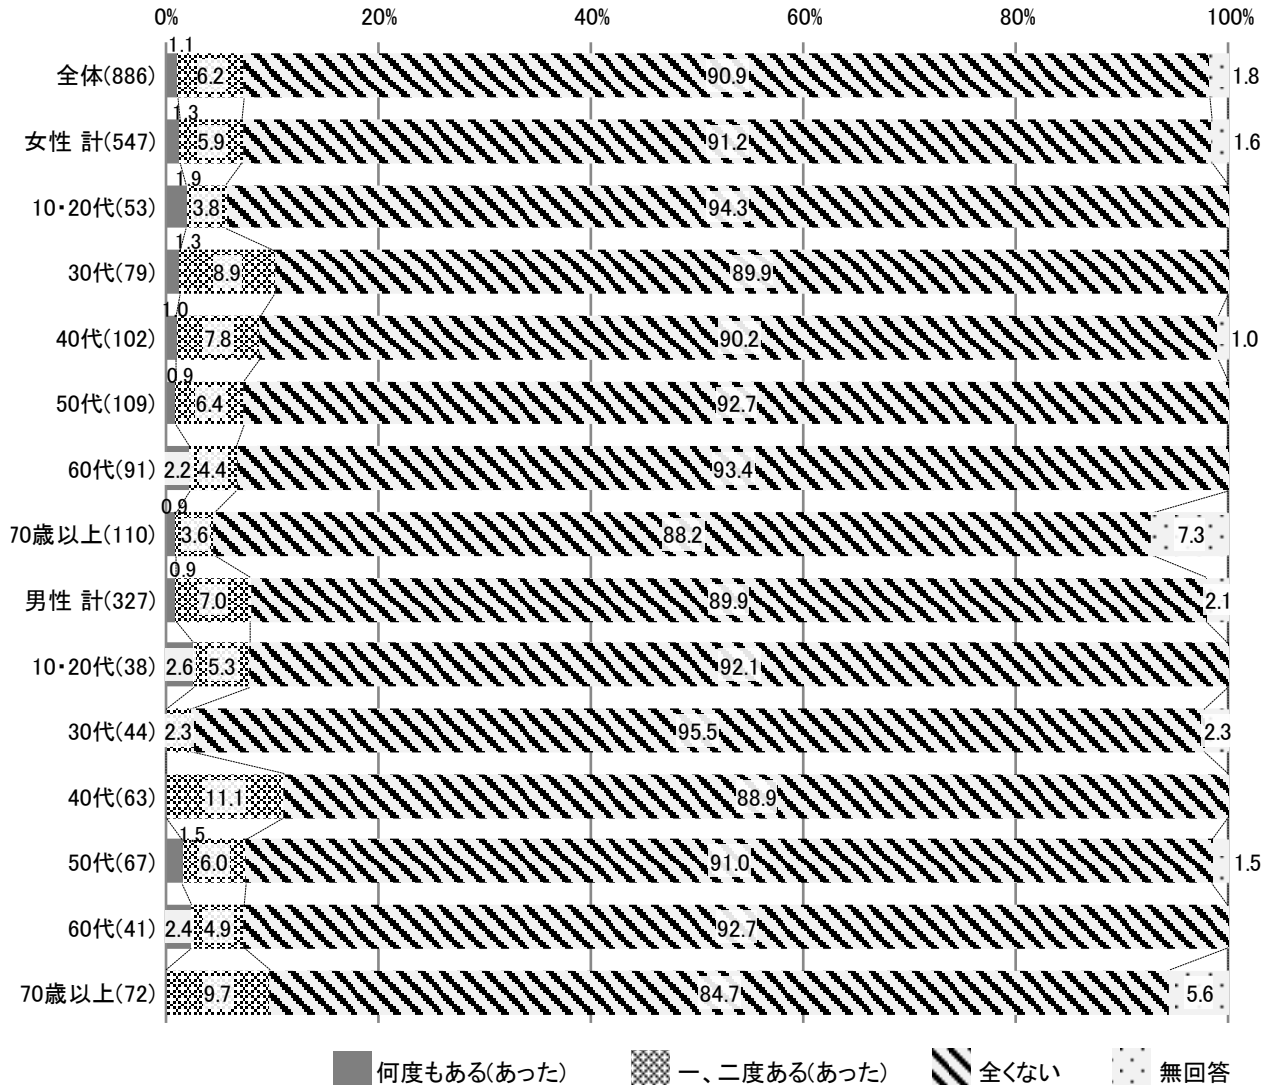 0% 20% 40% 60% 80% 100%
1.1
全体(886) 6.2 90.9 1.8
1.3
女性 計(547) 5.9 91.2 1.6
1.9
10・20代(53) 3.8 94.3
1.3
30代(79) 8.9 89.9
1.0
40代(102) 7.8 90.2 1.0
0.9
50代(109) 6.4 92.7
60代(91) 2.2 4.4 93.4
0.9
70歳以上(110) 3.6 88.2 7.3
0.9
男性 計(327) 7.0 89.9 2.1
10・20代(38) 2.6 5.3 92.1
30代(44) 2.3 95.5 2.3
40代(63) 11.1 88.9
1.5
50代(67) 6.0 91.0 1.5
60代(41) 2.4 4.9 92.7
70歳以上(72) 9.7 84.7 5.6
何度もある(あった) 一、二度ある(あった) 全くない 無回答